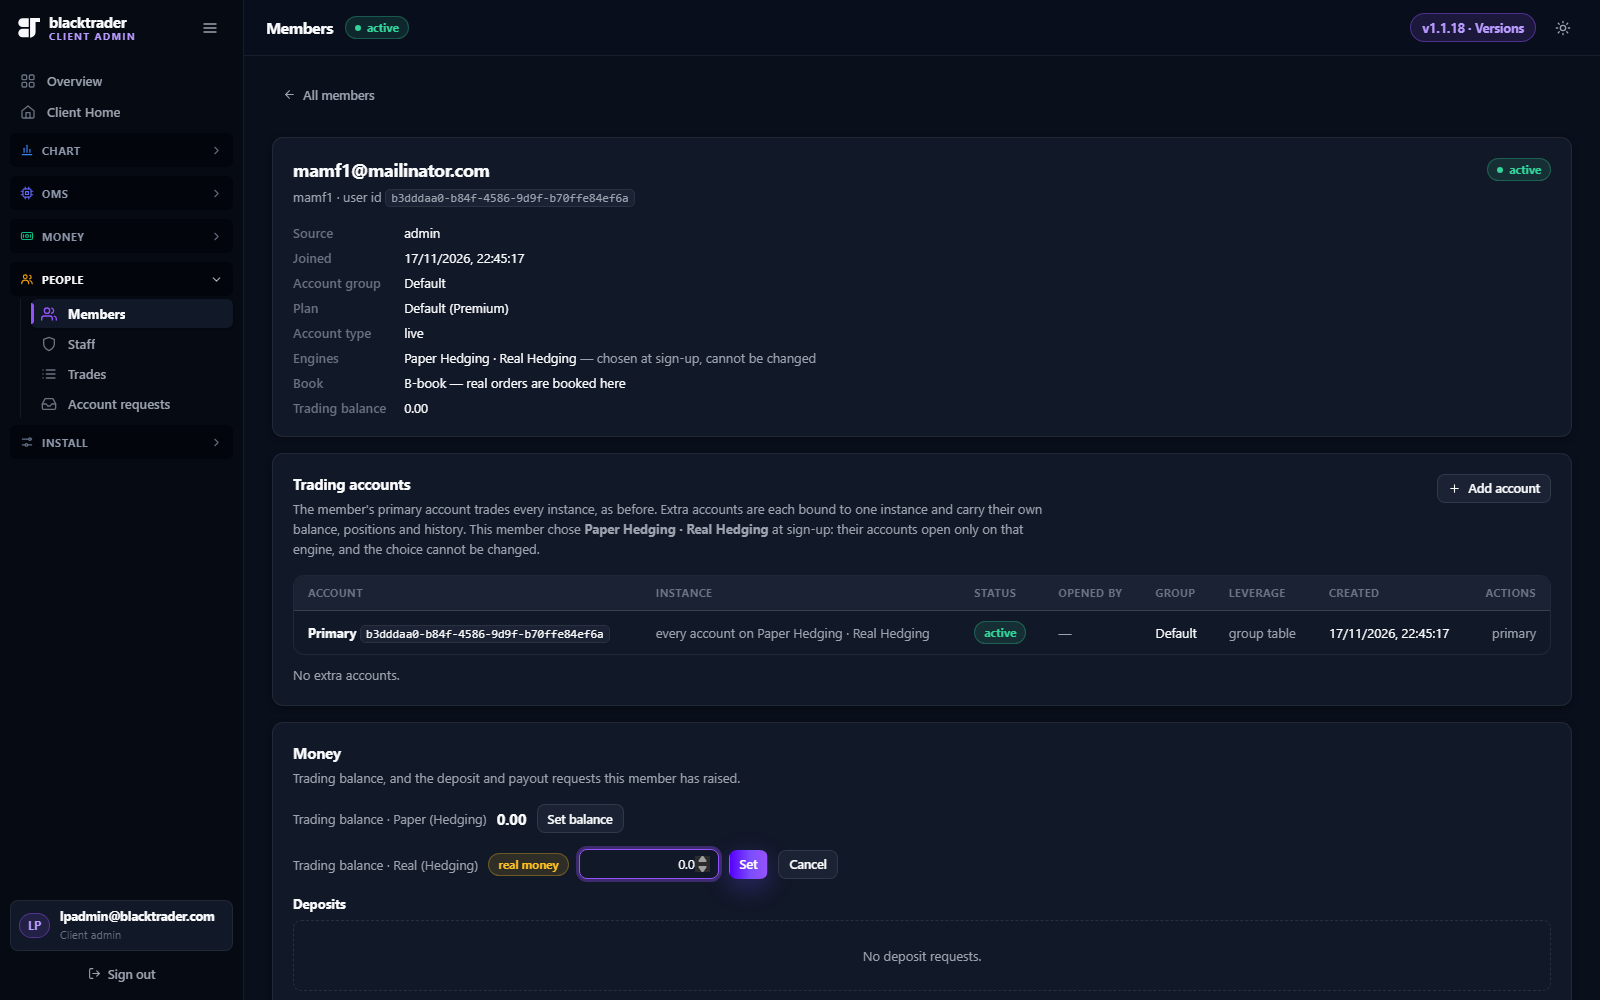 blacktrader
CLIENT ADMIN
Overview
Client Home
CHART
OMS
MONEY
PEOPLE
Members
Staff
Trades
Account requests
INSTALL
LP
lpadmin@blacktrader.com
Client admin
Sign out
Members
active
v1.1.18 · Versions
All members
mamf1@mailinator.com
active
mamf1 · user id b3dddaa0-b84f-4586-9d9f-b70ffe84ef6a
Source admin
Joined 17/11/2026, 22:45:17
Account group Default
Plan Default (Premium)
Account type live
Engines Paper Hedging · Real Hedging — chosen at sign-up, cannot be changed
Book B-book — real orders are booked here
Trading balance 0.00
Trading accounts
Add account
The member's primary account trades every instance, as before. Extra accounts are each bound to one instance and carry their own
balance, positions and history. This member chose Paper Hedging · Real Hedging at sign-up: their accounts open only on that
engine, and the choice cannot be changed.
ACCOUNT INSTANCE STATUS OPENED BY GROUP LEVERAGE CREATED ACTIONS
Primary b3dddaa0-b84f-4586-9d9f-b70ffe84ef6a every account on Paper Hedging · Real Hedging active — Default group table 17/11/2026, 22:45:17 primary
No extra accounts.
Money
Trading balance, and the deposit and payout requests this member has raised.
Trading balance · Paper (Hedging) 0.00 Set balance
Trading balance · Real (Hedging) real money 0.0 Set Cancel
Deposits
No deposit requests.